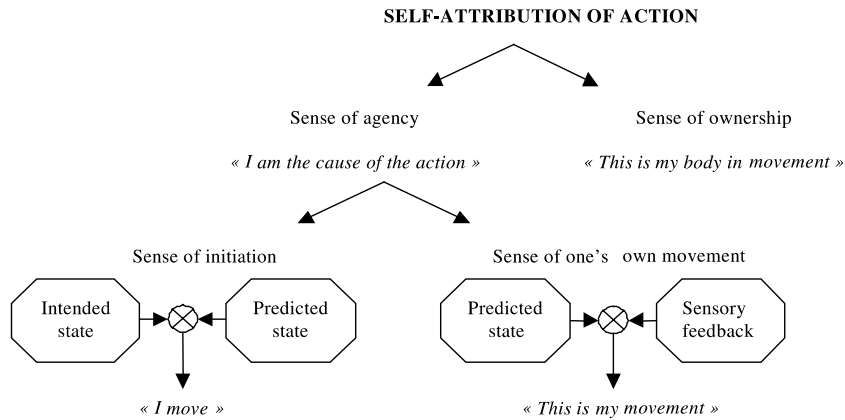 SELF-ATTRIBUTION OF ACTION
Sense of agency
Sense of ownership
« I am the cause of the action »
« This is my body in movement »
Sense of initiation
Sense of one's own movement
Intended
state
Predicted
state
Predicted
state
Sensory
feedback
« I move »
« This is my movement »